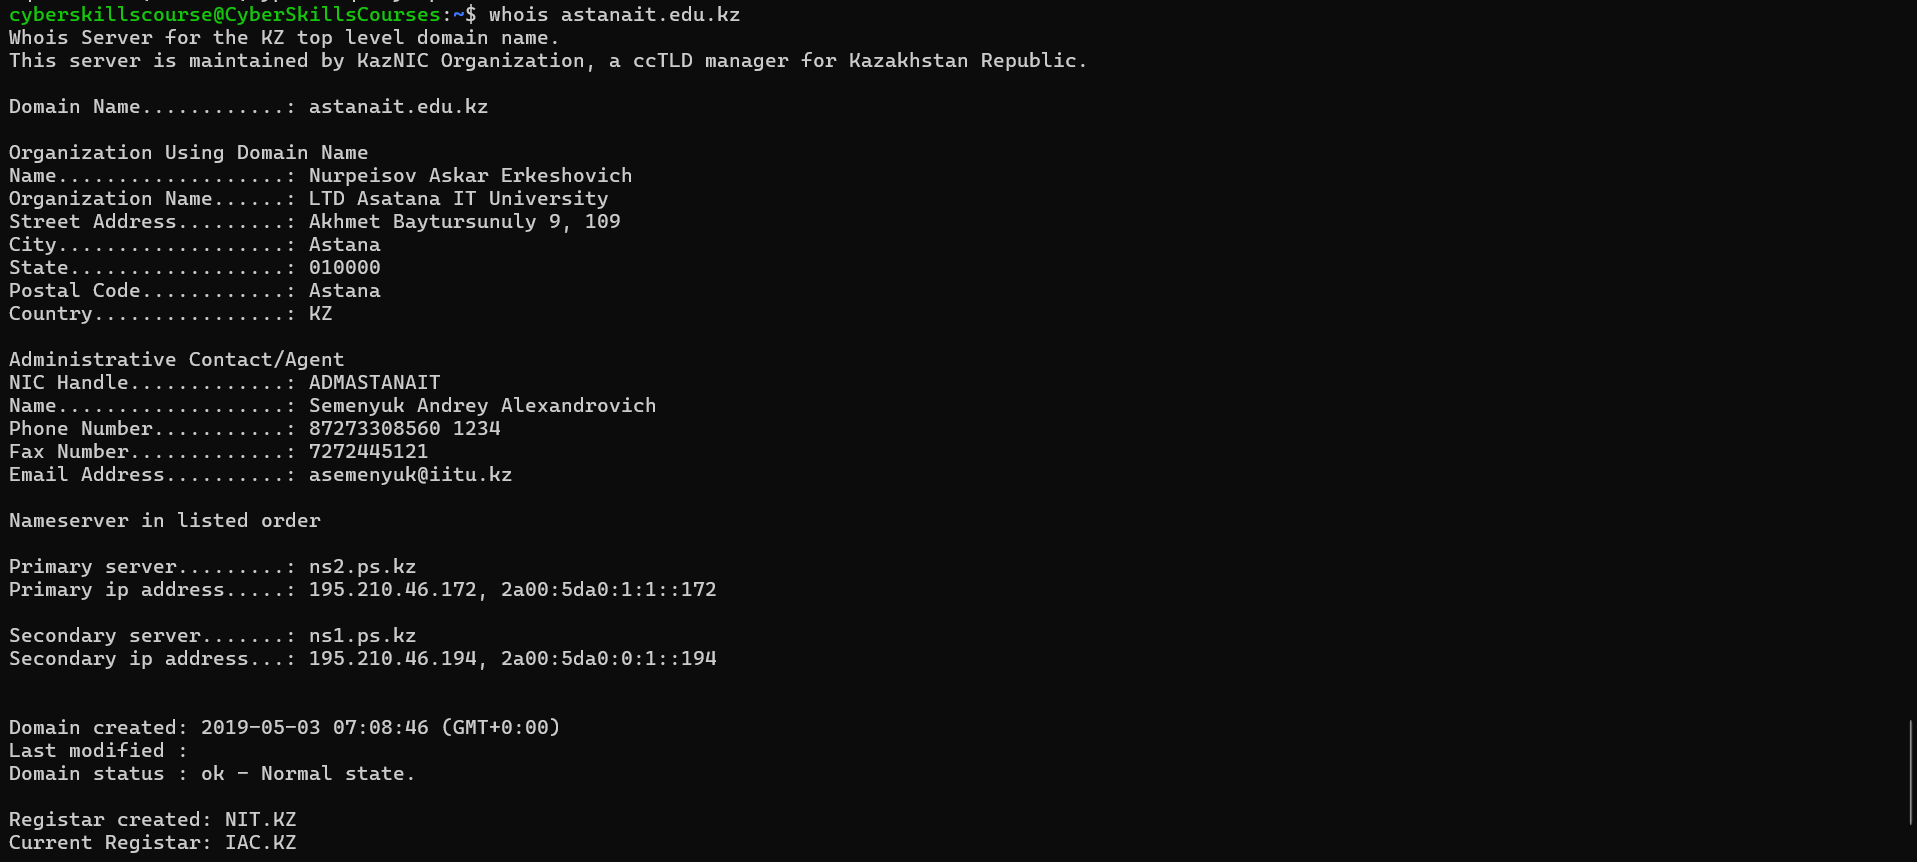 cyberskillscourse@CyberSkillsCourses:~$ whois astanait.edu.kz
Whois Server for the KZ top level domain name.
This server is maintained by KazNIC Organization, a ccTLD manager for Kazakhstan Republic.
Domain Name............: astanait.edu.kz
Organization Using Domain Name
Name...................: Nurpeisov Askar Erkeshovich
Organization Name......: LTD Asatana IT University
Street Address.........: Akhmet Baytursunuly 9, 109
City...................: Astana
State..................: 010000
Postal Code............: Astana
Country................: KZ
Administrative Contact/Agent
NIC Handle.............: ADMASTANAIT
Name...................: Semenyuk Andrey Alexandrovich
Phone Number...........: 87273308560 1234
Fax Number.............: 7272445121
Email Address..........: asemenyuk@iitu.kz
Nameserver in listed order
Primary server.........: ns2.ps.kz
Primary ip address.....: 195.210.46.172, 2a00:5da0:1:1::172
Secondary server.......: ns1.ps.kz
Secondary ip address...: 195.210.46.194, 2a00:5da0:0:1::194
Domain created: 2019-05-03 07:08:46 (GMT+0:00)
Last modified :
Domain status : ok - Normal state.
Registar created: NIT.KZ
Current Registar: IAC.KZ